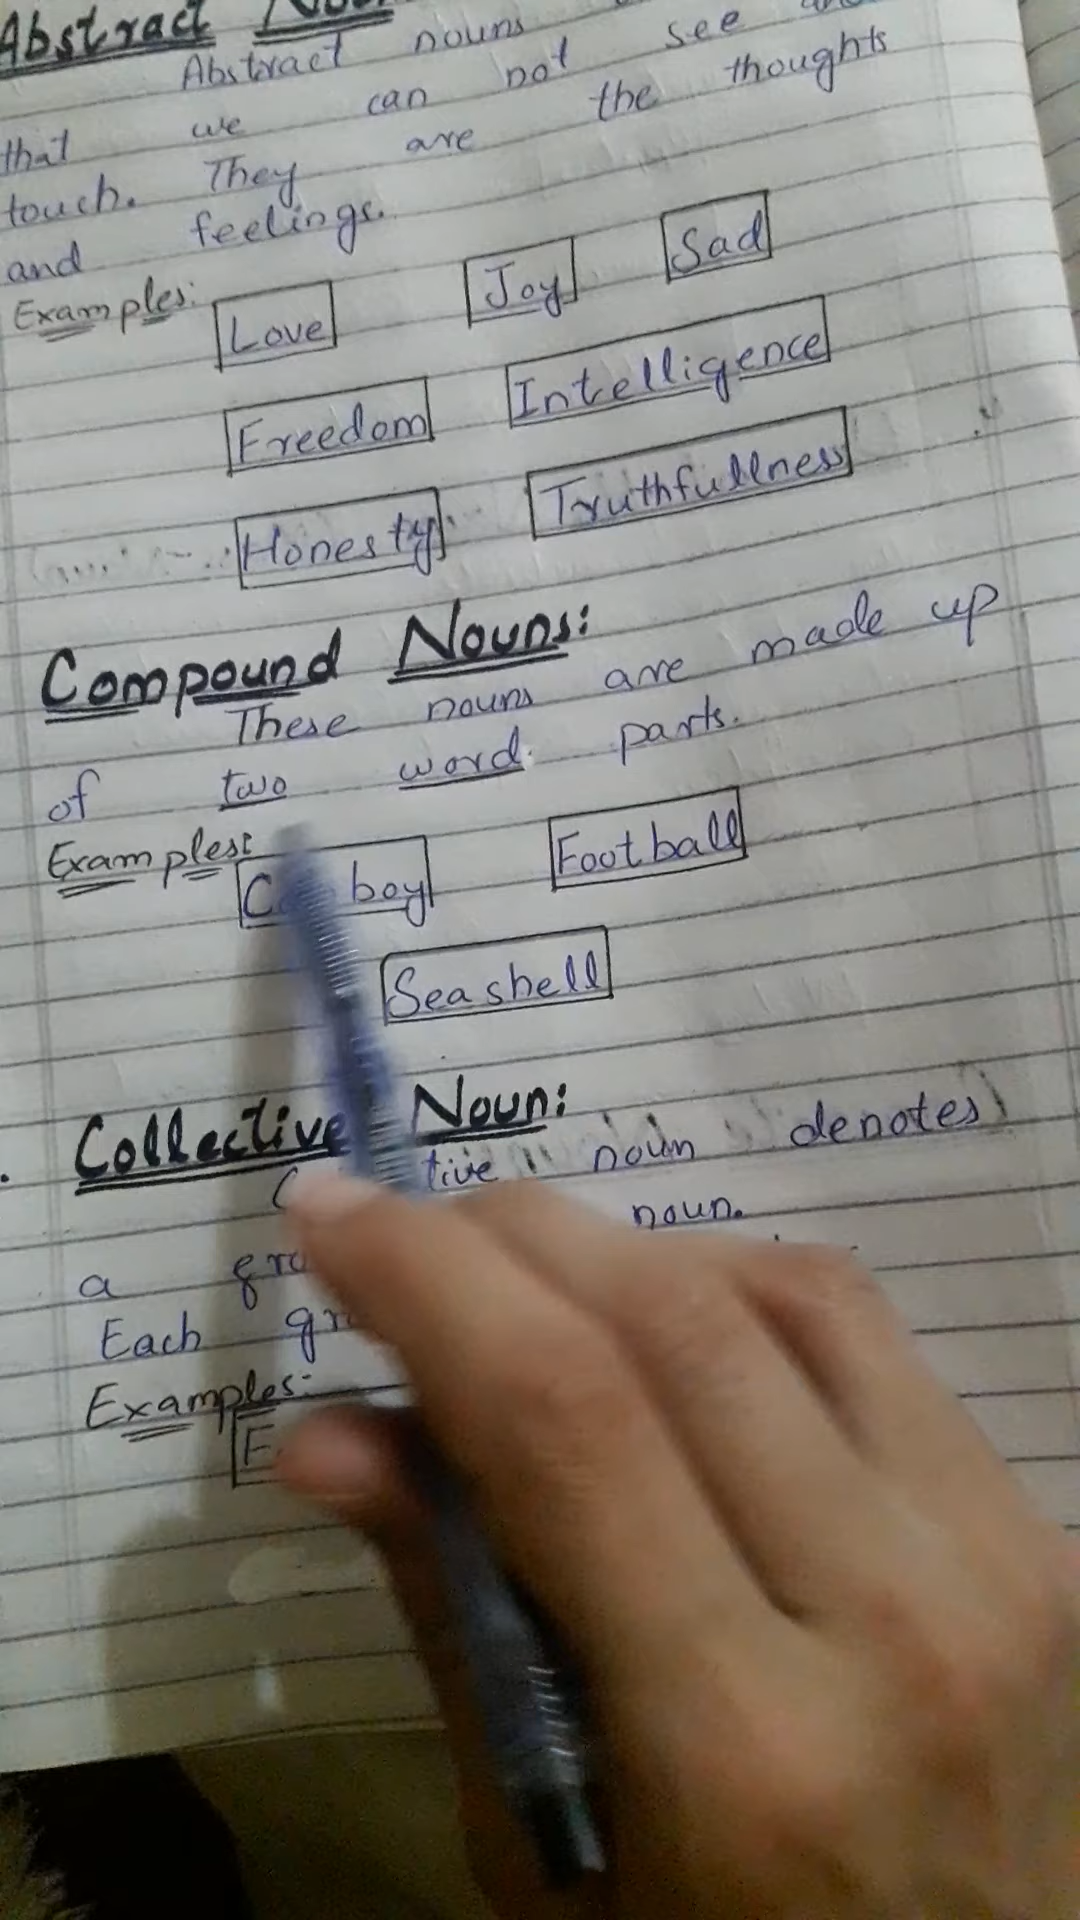 Abstract
Abstract nouns
that we can not see
touch. They are the thoughts
and feelings.
Examples:
Love Joy Sad
Freedom Intelligence
Honesty Truthfullness
Compound Nouns:
These nouns are made up
of two word parts.
Examples:
boy Football
Seashell
Collective Noun:
noun denotes
a noun.
Each
Examples: